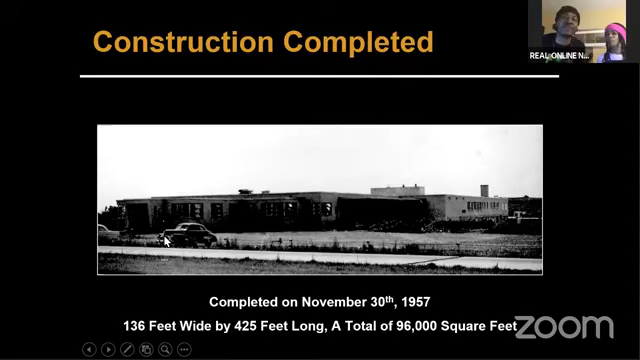 Construction Completed
REAL ONLINE N...
Completed on November 30th, 1957
136 Feet Wide by 425 Feet Long, A Total of 96,000 Square Feet
zoom